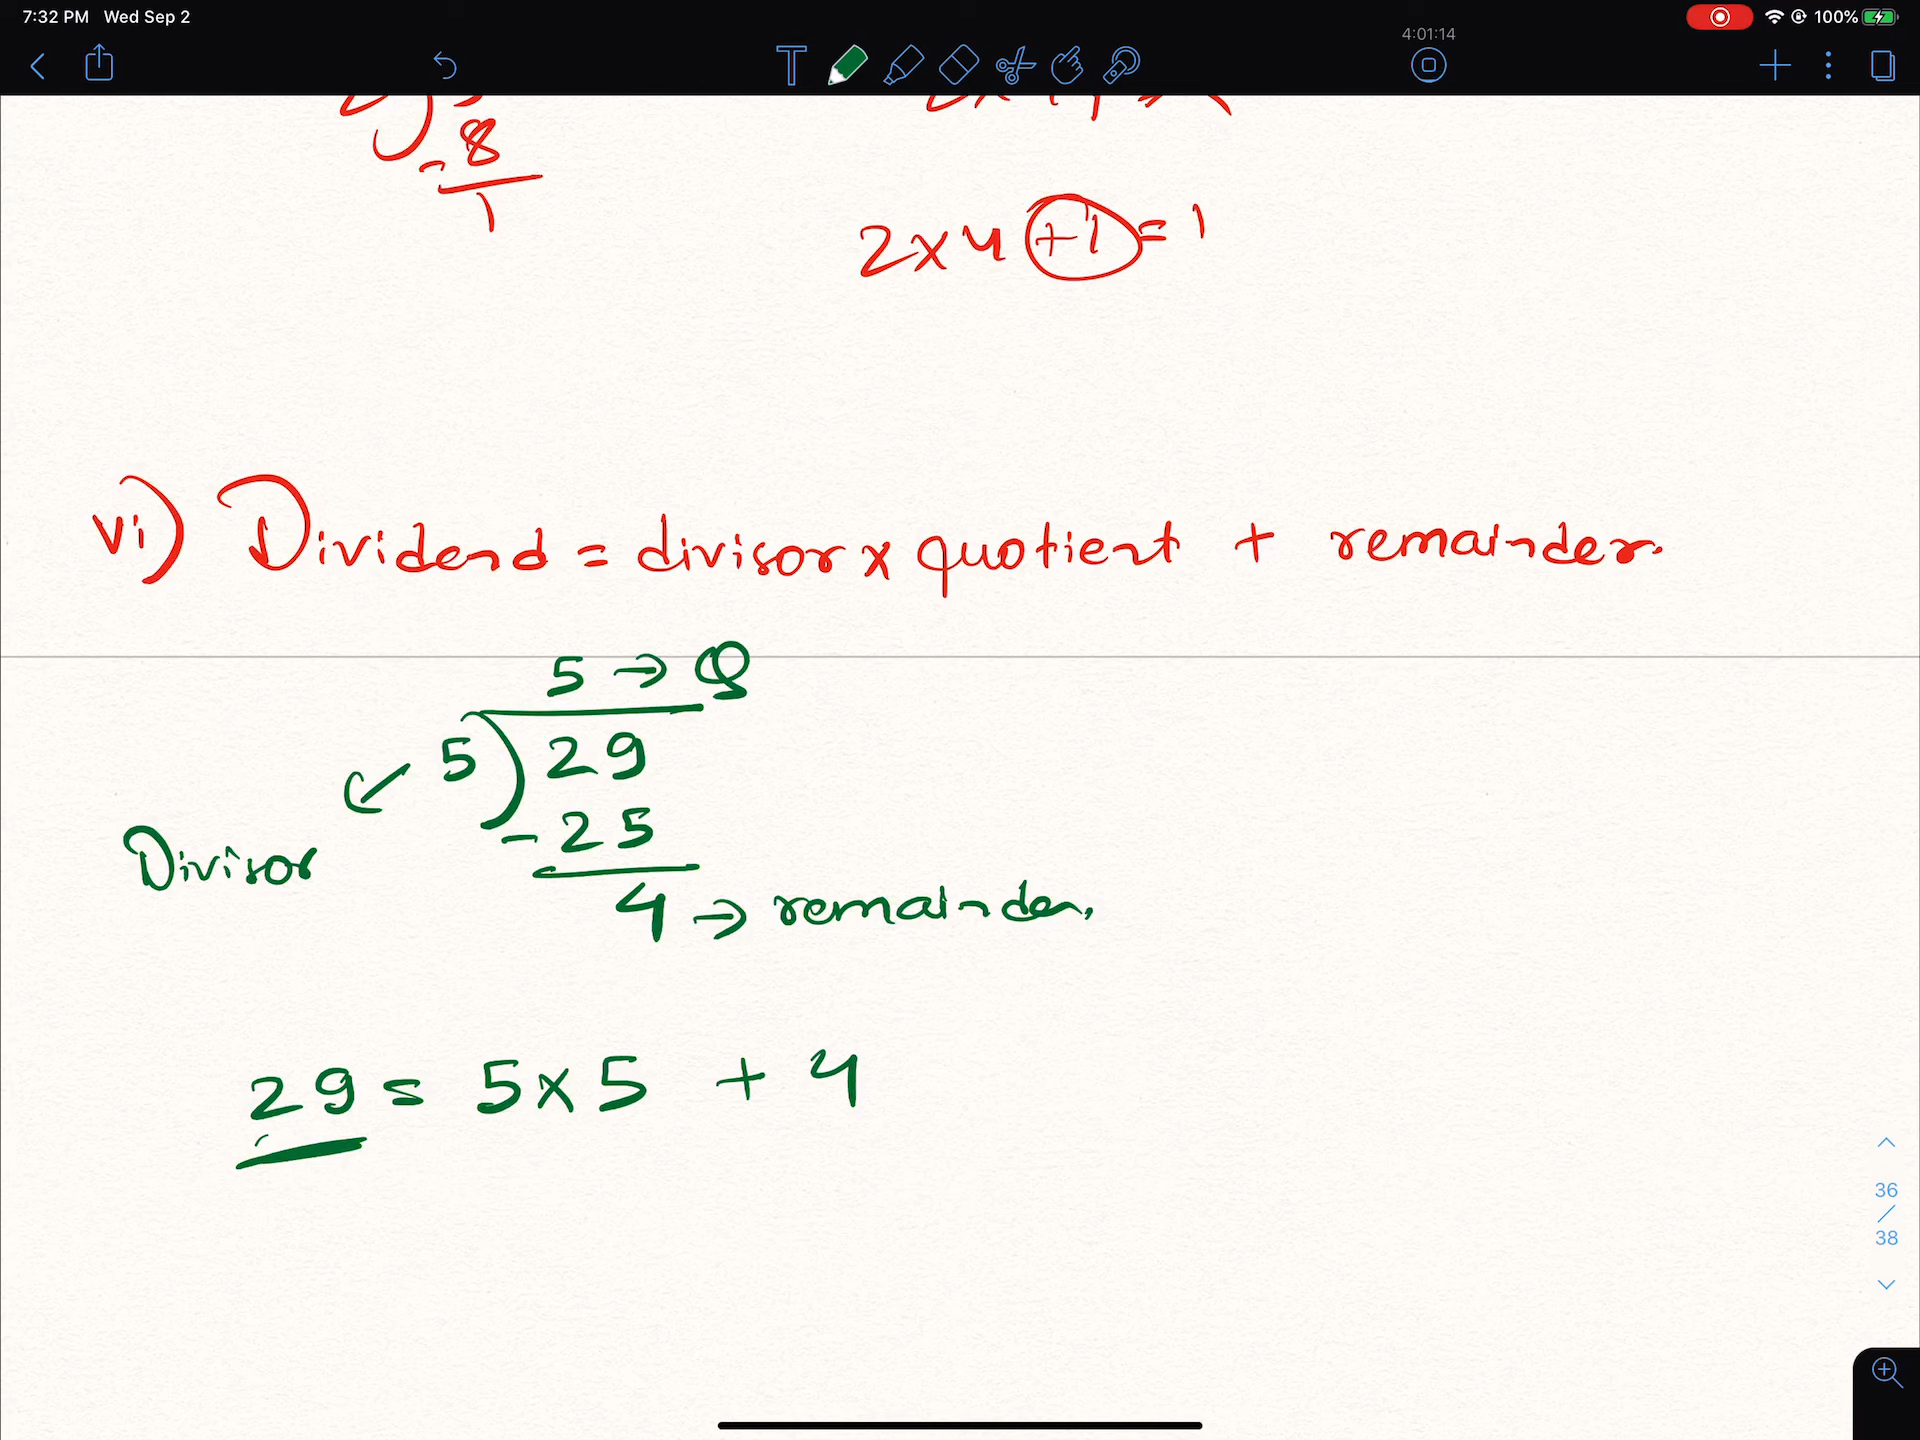 7:32 PM Wed Sep 2
100%
4:01:14
8
1
2x4+1=1
vi) Dividend = divisor x quotient + remainder.
5 → Q
5) 29
- 25
Divisor
4 → remainder.
29 = 5x5 + 4
36
/
38